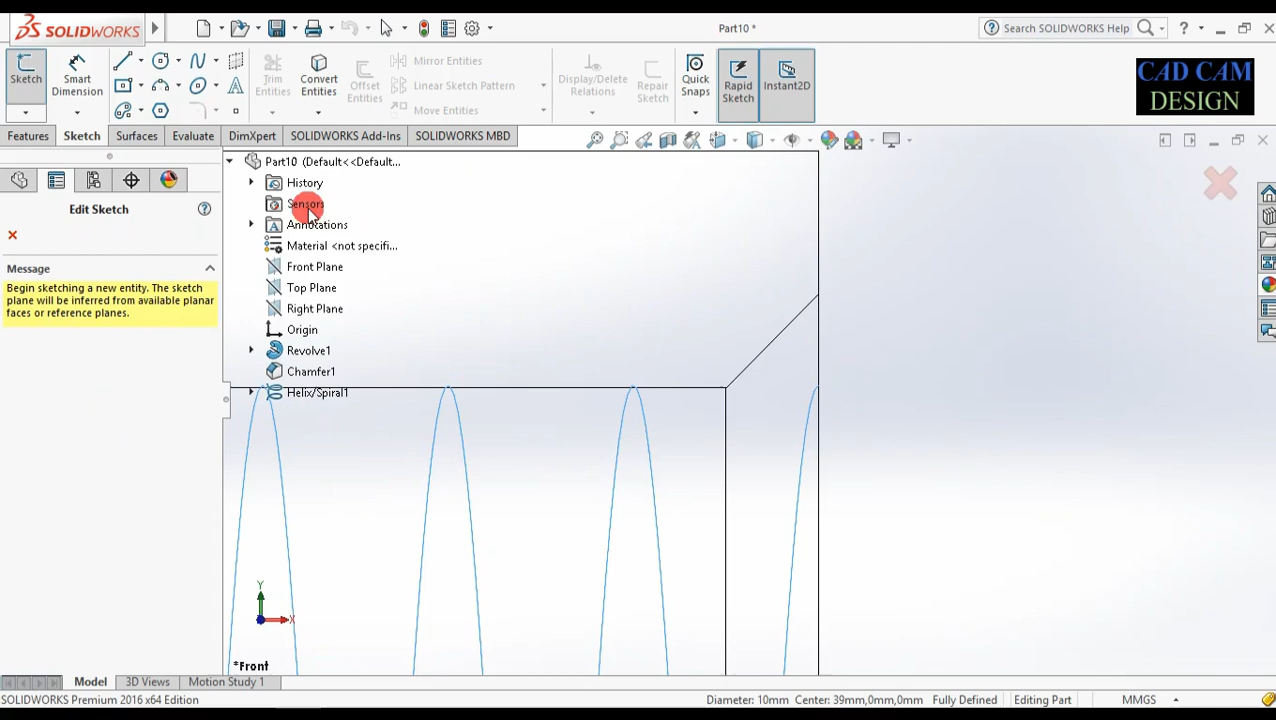 SOLIDWORKS
Part10 *
Search SOLIDWORKS Help
Sketch
Smart Dimension
Trim Entities
Convert Entities
Offset Entities
Mirror Entities
Linear Sketch Pattern
Move Entities
Display/Delete Relations
Repair Sketch
Quick Snaps
Rapid Sketch
Instant2D
CAD CAM
DESIGN
Features
Sketch
Surfaces
Evaluate
DimXpert
SOLIDWORKS Add-Ins
SOLIDWORKS MBD
Edit Sketch
Message
Begin sketching a new entity. The sketch
plane will be inferred from available planar
faces or reference planes.
Part10 (Default<<Default...
History
Sensors
Annotations
Material <not specifi...
Front Plane
Top Plane
Right Plane
Origin
Revolve1
Chamfer1
Helix/Spiral1
Y
X
*Front
Model
3D Views
Motion Study 1
SOLIDWORKS Premium 2016 x64 Edition
Diameter: 10mm Center: 39mm,0mm,0mm
Fully Defined
Editing Part
MMGS